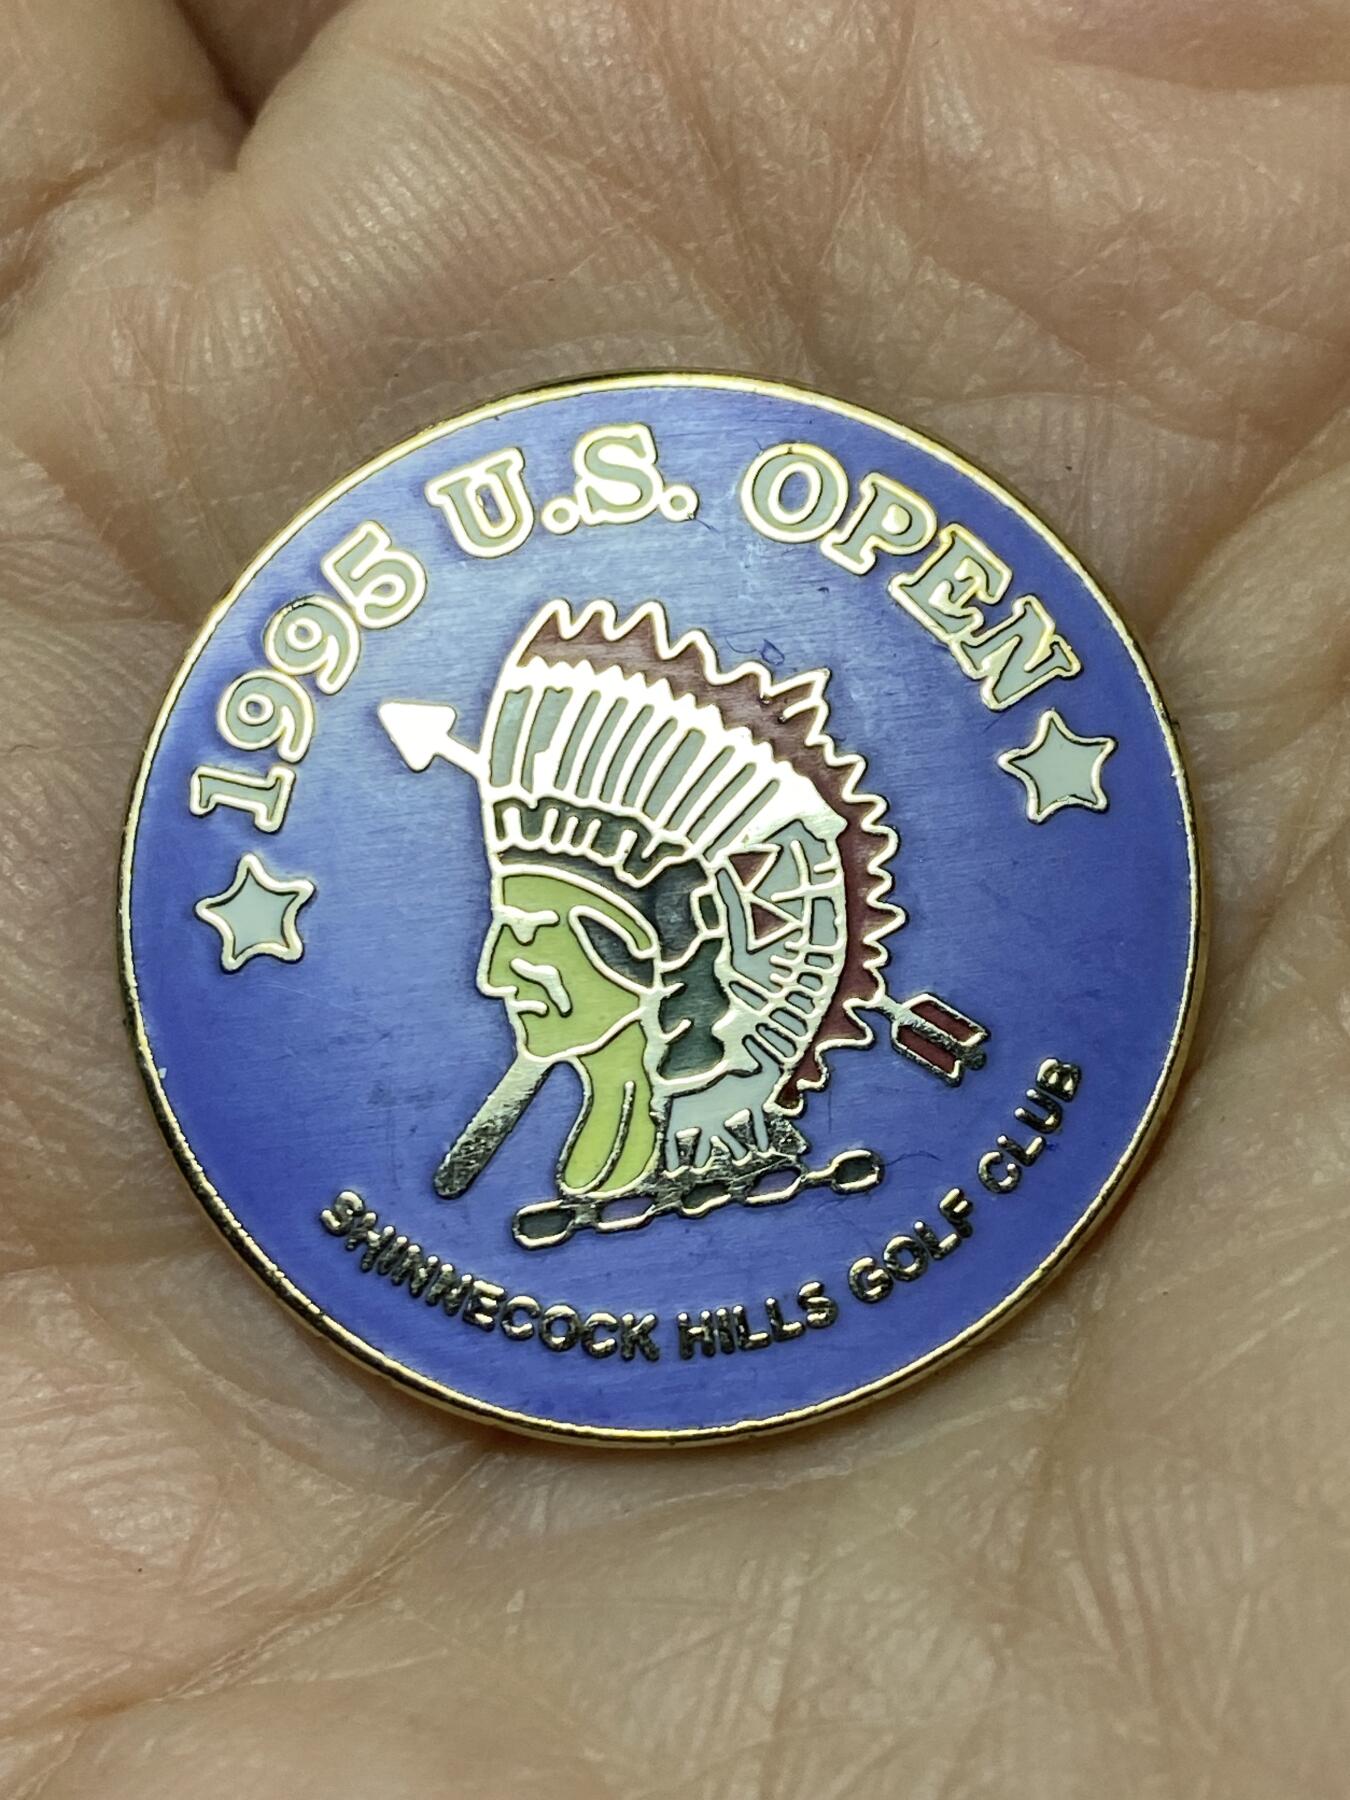 1995 U.S. OPEN
SHINNECOCK HILLS GOLF CLUB